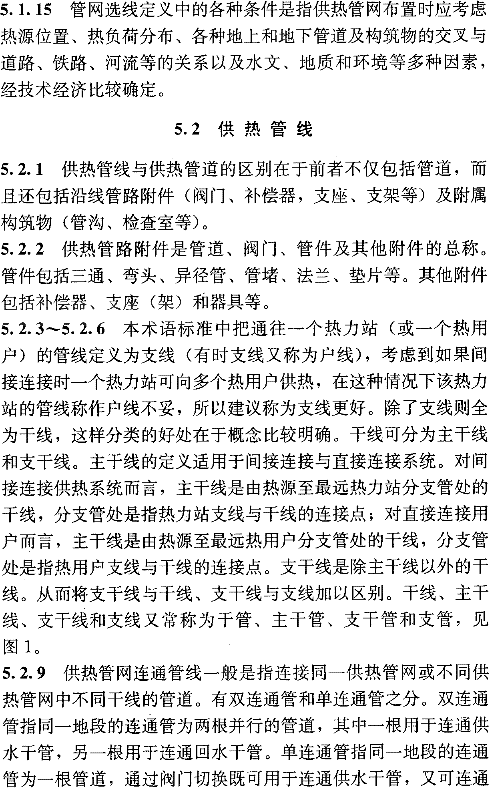 5.1.15 管网选线定义中的各种条件是指供热管网布置时应考虑
热源位置、热负荷分布、各种地上和地下管道及构筑物的交叉与
道路、铁路、河流等的关系以及水文、地质和环境等多种因素，
经技术经济比较确定。
5.2 供热管线
5.2.1 供热管线与供热管道的区别在于前者不仅包括管道，而
且还包括沿线管路附件（阀门、补偿器，支座、支架等）及附属
构筑物（管沟、检查室等）。
5.2.2 供热管路附件是管道、阀门、管件及其他附件的总称。
管件包括三通、弯头、异径管、管堵、法兰、垫片等。其他附件
包括补偿器、支座（架）和器具等。
5.2.3～5.2.6 本术语标准中把通往一个热力站（或一个热用
户）的管线定义为支线（有时支线又称为户线），考虑到如果间
接连接时一个热力站可向多个热用户供热，在这种情况下该热力
站的管线称作户线不妥，所以建议称为支线更好。除了支线则全
为干线，这样分类的好处在于概念比较明确。干线可分为主干线
和支干线。主干线的定义适用于间接连接与直接连接系统。对间
接连接供热系统而言，主干线是由热源至最远热力站分支管处的
干线，分支管处是指热力站支线与干线的连接点；对直接连接用
户而言，主干线是由热源至最远热用户分支管处的干线，分支管
处是指热用户支线与干线的连接点。支干线是除主干线以外的干
线。从而将支干线与干线、支干线与支线加以区别。干线、主干
线、支干线和支线又常称为干管、主干管、支干管和支管，见
图1。
5.2.9 供热管网连通管线一般是指连接同一供热管网或不同供
热管网中不同干线的管道。有双连通管和单连通管之分。双连通
管指同一地段的连通管为两根并行的管道，其中一根用于连通供
水干管，另一根用于连通回水干管。单连通管指同一地段的连通
管为一根管道，通过阀门切换既可用于连通供水干管，又可连通